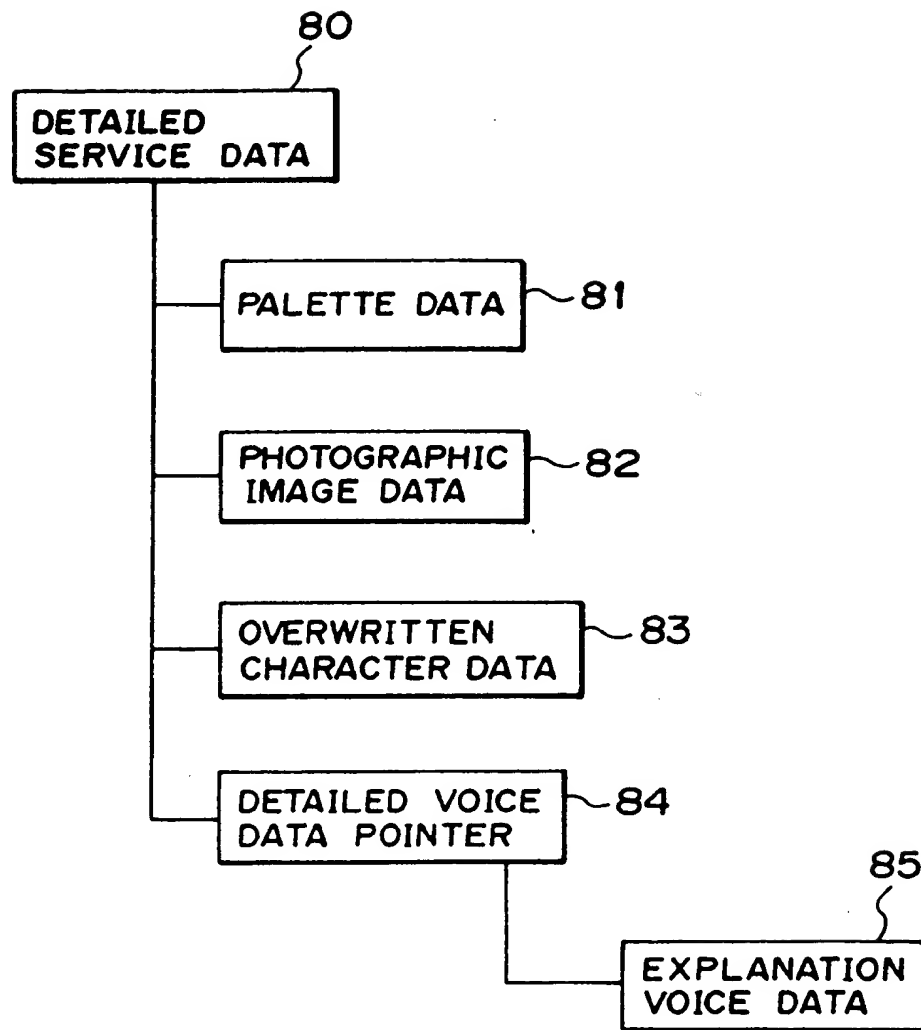 80
DETAILED
SERVICE DATA
PALETTE DATA
81
PHOTOGRAPHIC
IMAGE DATA
82
OVERWRITTEN
CHARACTER DATA
83
DETAILED VOICE
DATA POINTER
84
85
EXPLANATION
VOICE DATA